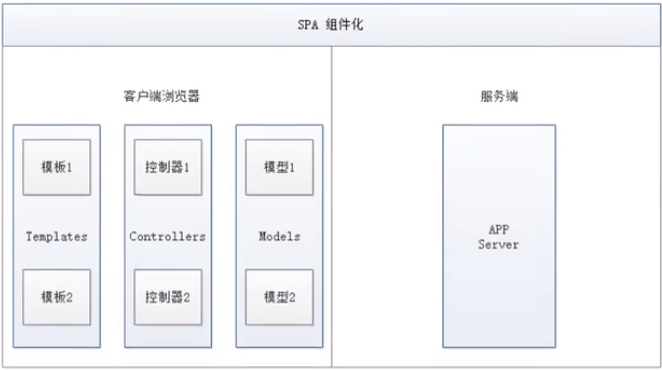 SPA 组件化
客户端浏览器
服务端
模板1
控制器1
模型1
Templates
Controllers
Models
APP
Server
模板2
控制器2
模型2